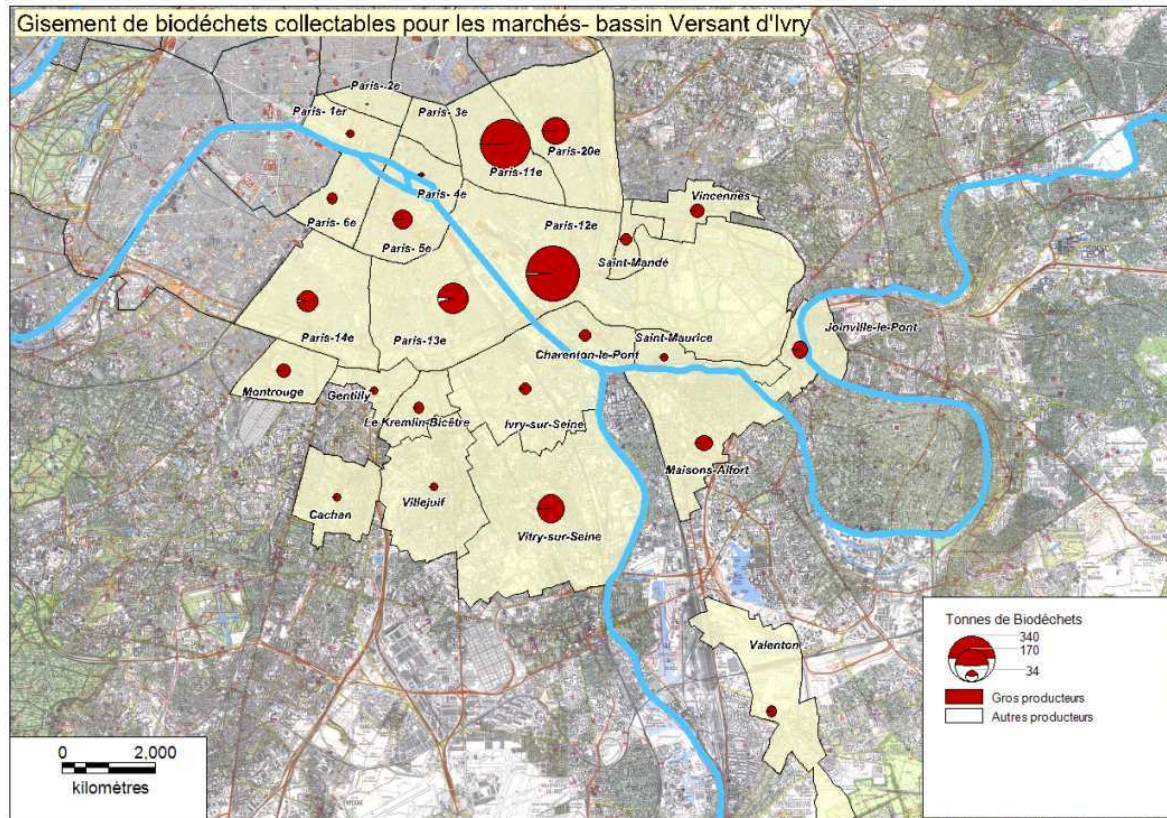 Gisement de biodéchets collectables pour les marchés- bassin Versant d'Ivry
Paris- 2e
Paris- 1er
Paris- 3e
Paris-20e
Paris-11e
Paris- 4e
Vincennes
Paris- 6e
Paris- 5e
Paris-12e
Saint-Mandé
Paris-14e
Paris-13e
Saint-Maurice
Joinville-le-Pont
Charenton-le-Pont
Montrouge
Gentilly
Le Kremlin-Bicêtre
Ivry-sur-Seine
Maisons-Alfort
Cachan
Villejuif
Vitry-sur-Seine
Valenton
Tonnes de Biodéchets
340
170
34
Gros producteurs
Autres producteurs
0 2,000
kilomètres